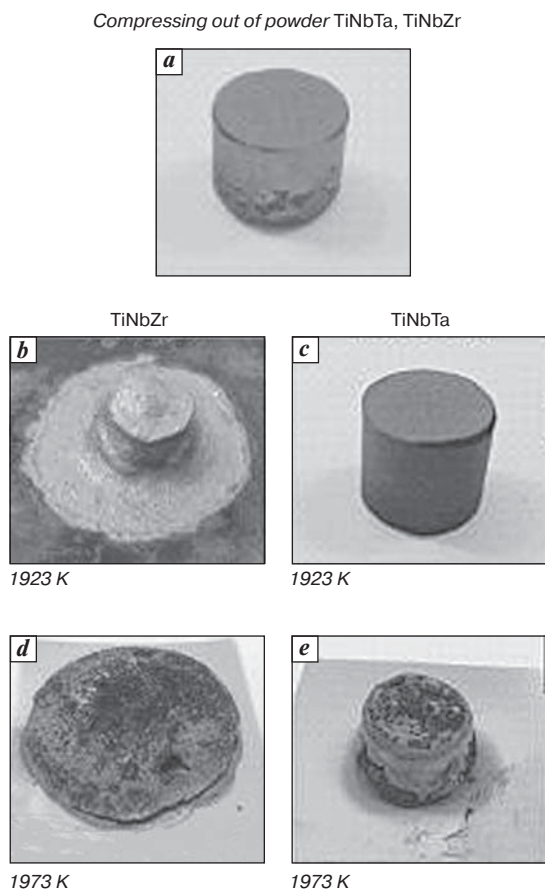 Compressing out of powder TiNbTa, TiNbZr
a
TiNbZr TiNbTa
b c
1923 K 1923 K
d e
1973 K 1973 K